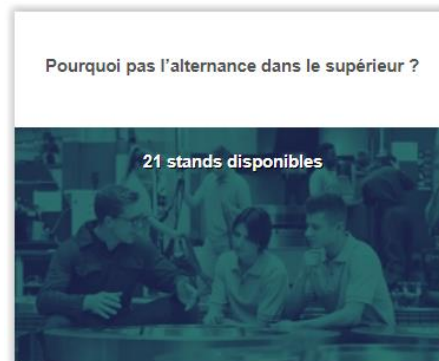 Pourquoi pas l’alternance dans le supérieur ?
21 stands disponibles